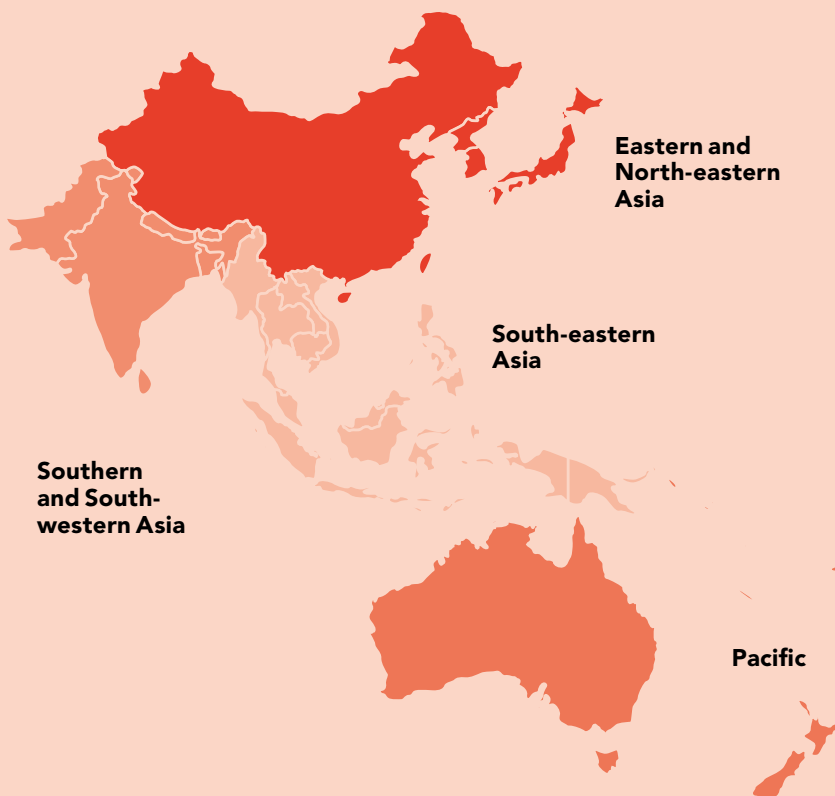 Eastern and
North-eastern
Asia
South-eastern
Asia
Southern
and South-
western Asia
Pacific